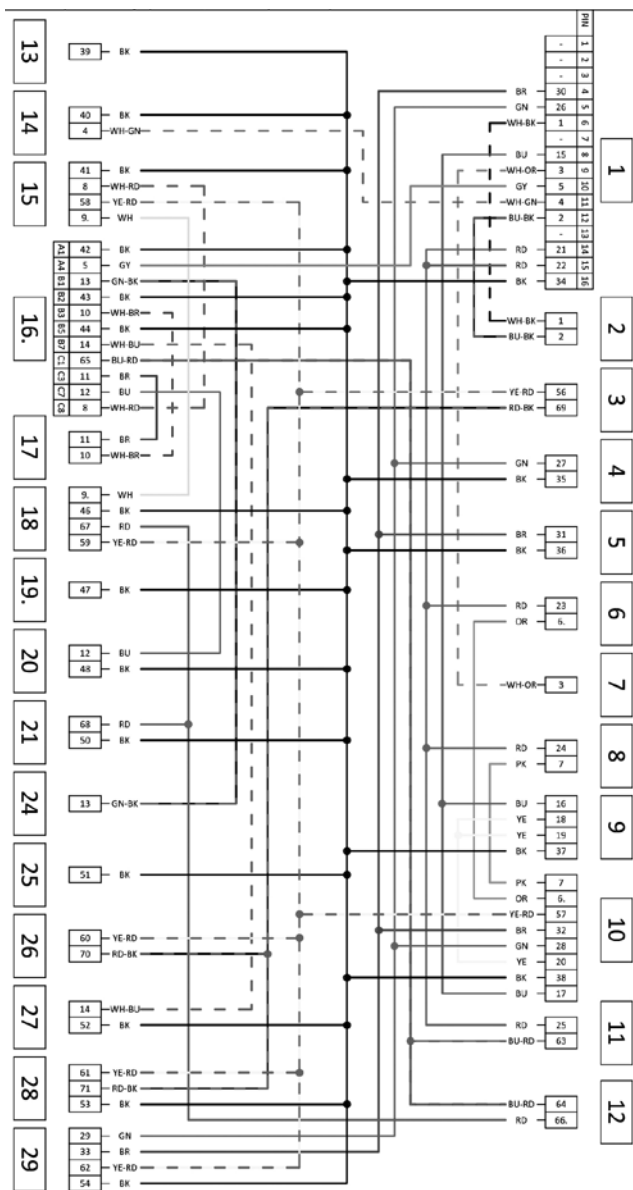 13
39 BK
14
40 BK
4 WH-GN
15
41 BK
8 WH-RD
58 YE-RD
9. WH
16.
A1 42 BK
A4 5 GY
B1 13 GN-BK
B2 43 BK
B3 10 WH-BR
B5 44 BK
B7 14 WH-BU
C1 65 BU-RD
C3 11 BR
C7 12 BU
C8 8 WH-RD
17
11 BR
10 WH-BR
18
9. WH
46 BK
67 RD
59 YE-RD
19.
47 BK
20
12 BU
48 BK
21
68 RD
50 BK
24
13 GN-BK
25
51 BK
26
60 YE-RD
70 RD-BK
27
14 WH-BU
52 BK
28
61 YE-RD
71 RD-BK
53 BK
29
29 GN
33 BR
62 YE-RD
54 BK
PIN
1
- 1
- 2
- 3
BR 30 4
GN 26 5
WH-BK 1 6
- 7
BU 15 8
WH-OR 3 9
GY 5 10
WH-GN 4 11
BU-BK 2 12
- 13
RD 21 14
RD 22 15
BK 34 16
2
WH-BK 1
BU-BK 2
3
YE-RD 56
RD-BK 69
4
GN 27
BK 35
5
BR 31
BK 36
6
RD 23
OR 6.
7
WH-OR 3
8
RD 24
PK 7
9
BU 16
YE 18
YE 19
BK 37
10
PK 7
OR 6.
YE-RD 57
BR 32
GN 28
YE 20
BK 38
BU 17
11
RD 25
BU-RD 63
12
BU-RD 64
RD 66.